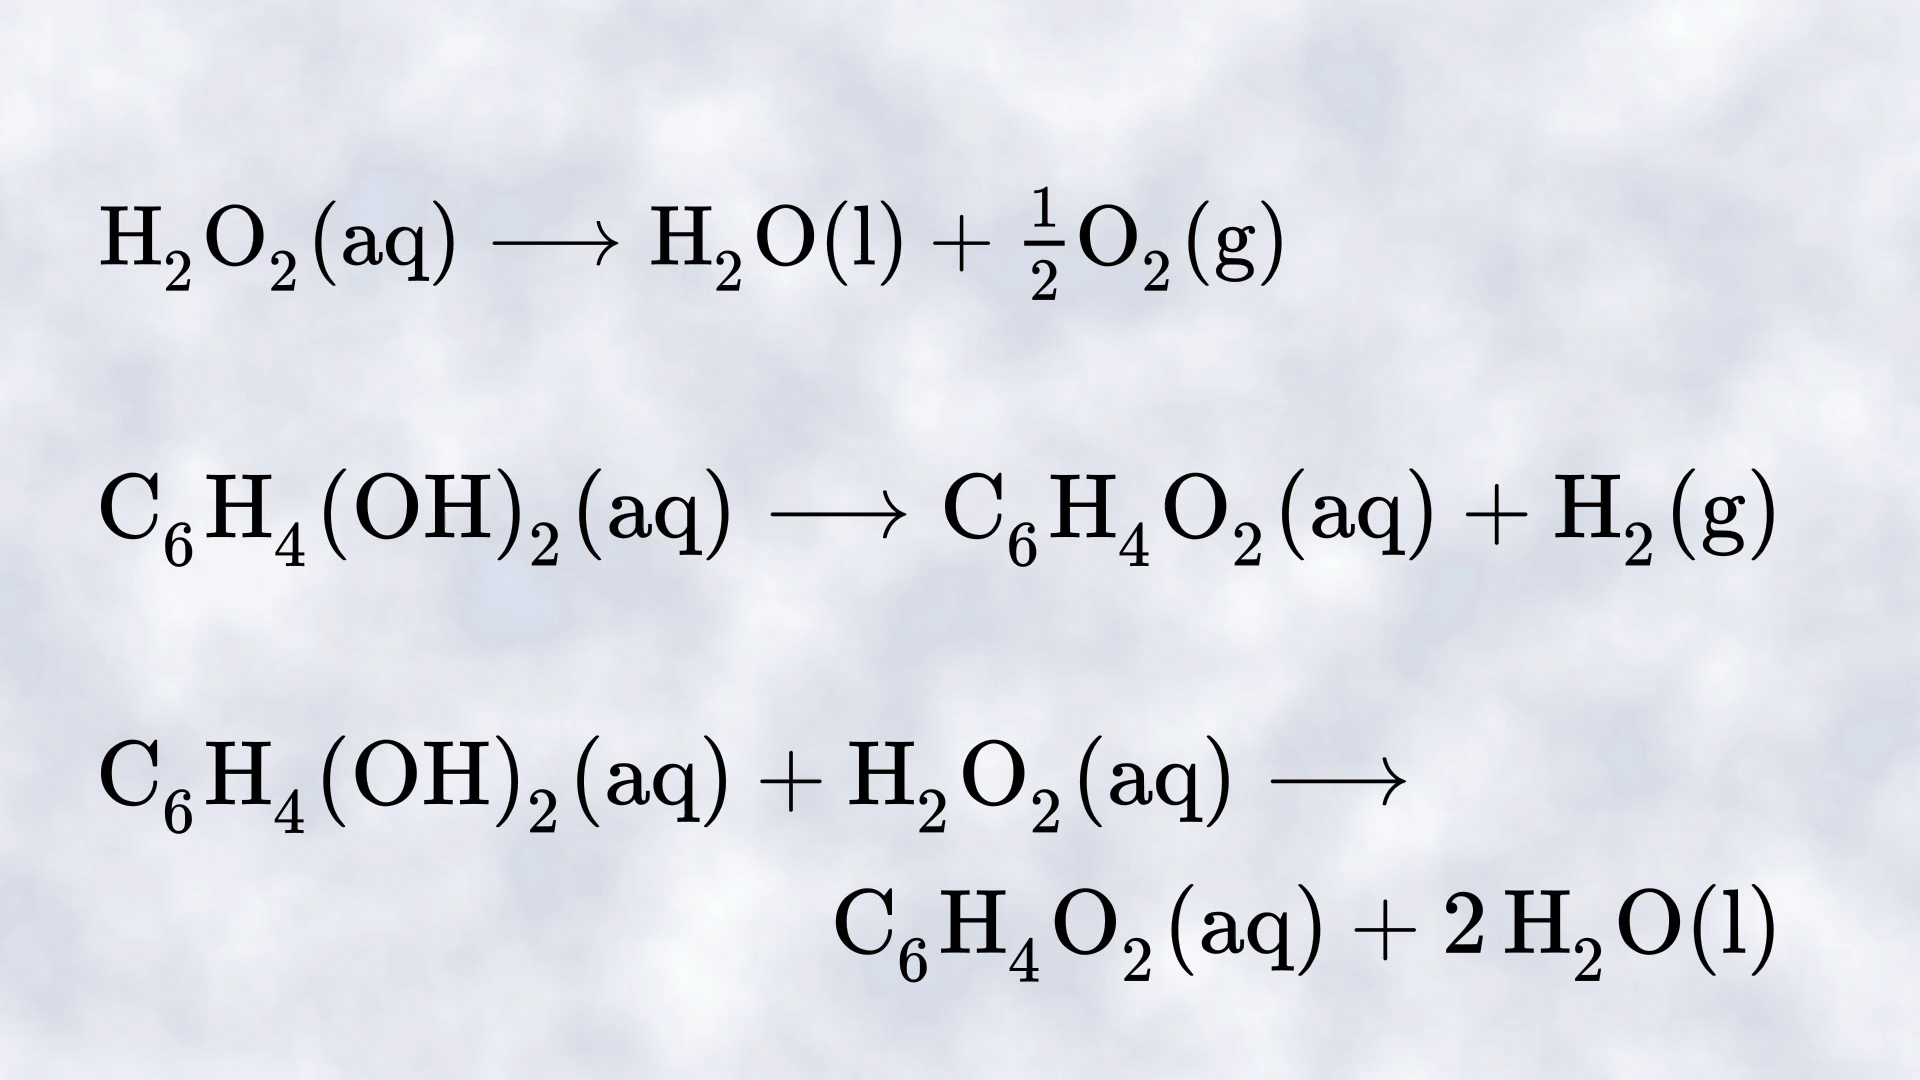 H₂O₂(aq) ⟶ H₂O(l) + ½O₂(g)
C₆H₄(OH)₂(aq) ⟶ C₆H₄O₂(aq) + H₂(g)
C₆H₄(OH)₂(aq) + H₂O₂(aq) ⟶
C₆H₄O₂(aq) + 2 H₂O(l)